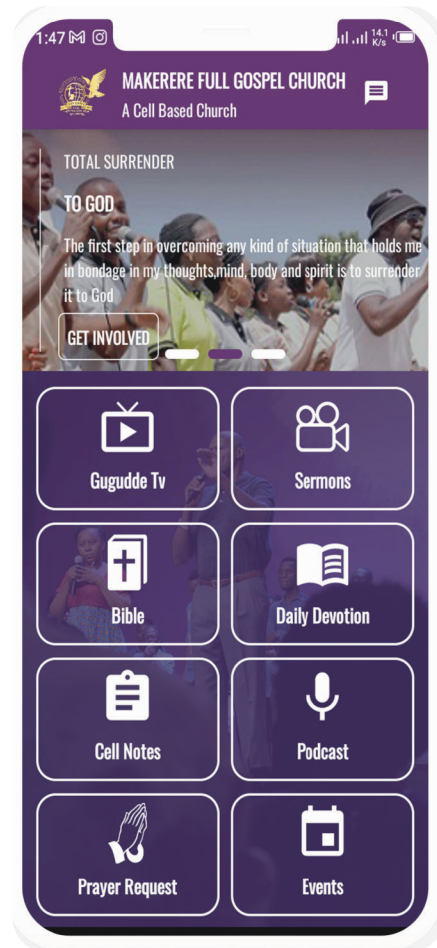 1:47
14.1
K/s
MAKERERE FULL GOSPEL CHURCH
A Cell Based Church
TOTAL SURRENDER
TO GOD
The first step in overcoming any kind of situation that holds me
in bondage in my thoughts,mind, body and spirit is to surrender
it to God
GET INVOLVED
Gugudde Tv
Sermons
Bible
Daily Devotion
Cell Notes
Podcast
Prayer Request
Events